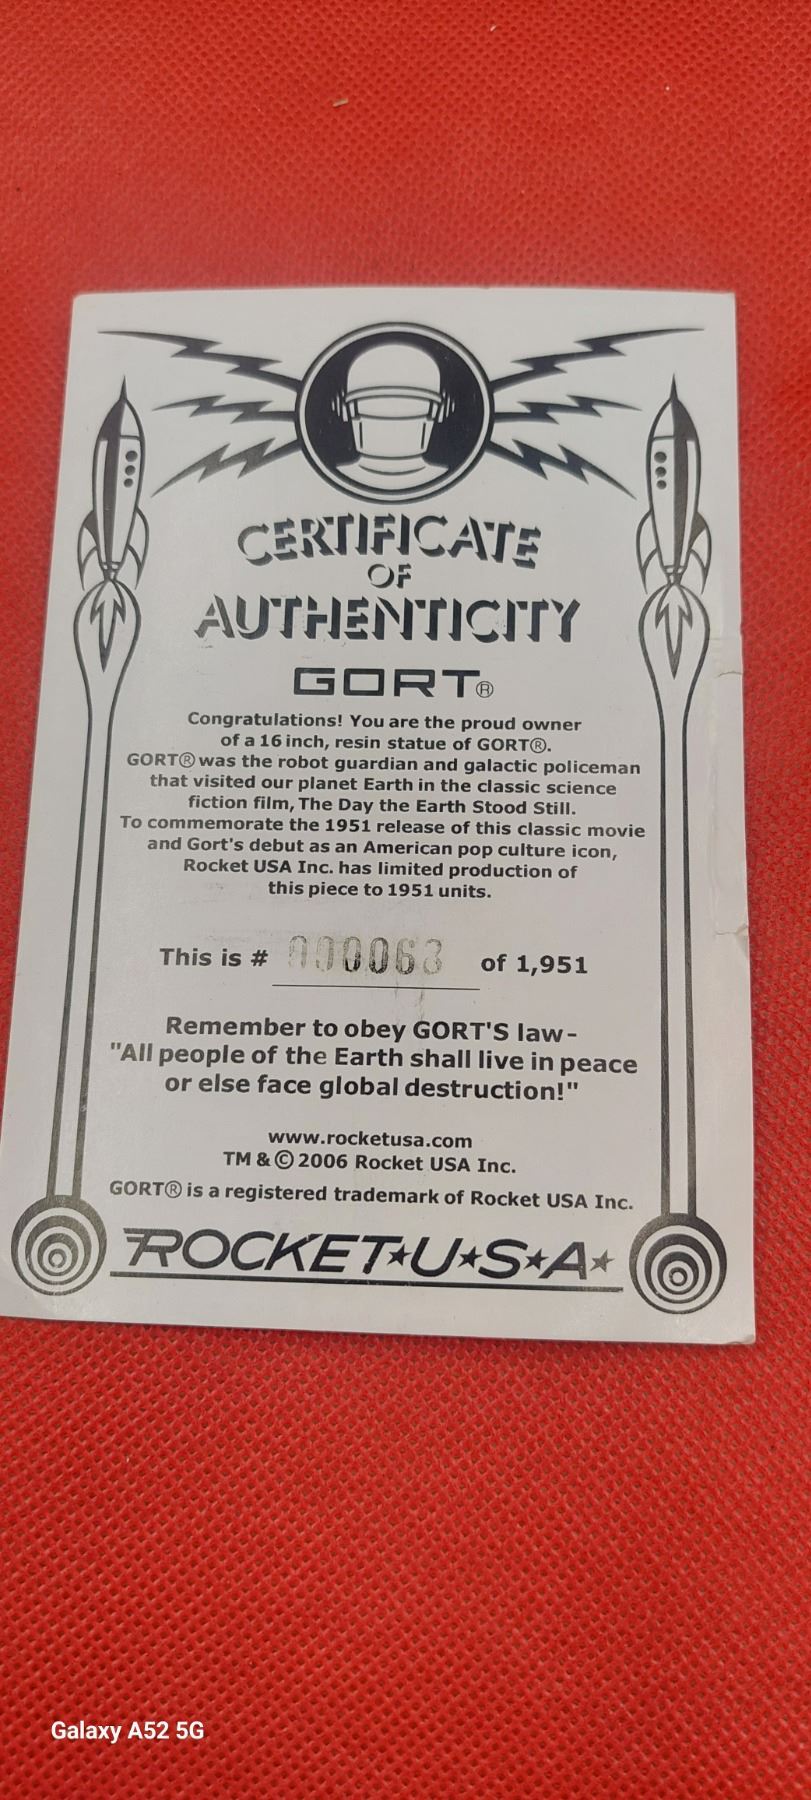 CERTIFICATE
OF
AUTHENTICITY
GORT®
Congratulations! You are the proud owner
of a 16 inch, resin statue of GORT®.
GORT® was the robot guardian and galactic policeman
that visited our planet Earth in the classic science
fiction film, The Day the Earth Stood Still.
To commemorate the 1951 release of this classic movie
and Gort's debut as an American pop culture icon,
Rocket USA Inc. has limited production of
this piece to 1951 units.
This is # 000063 of 1,951
Remember to obey GORT'S law-
"All people of the Earth shall live in peace
or else face global destruction!"
www.rocketusa.com
TM & © 2006 Rocket USA Inc.
GORT® is a registered trademark of Rocket USA Inc.
ROCKET★U★S★A★
Galaxy A52 5G